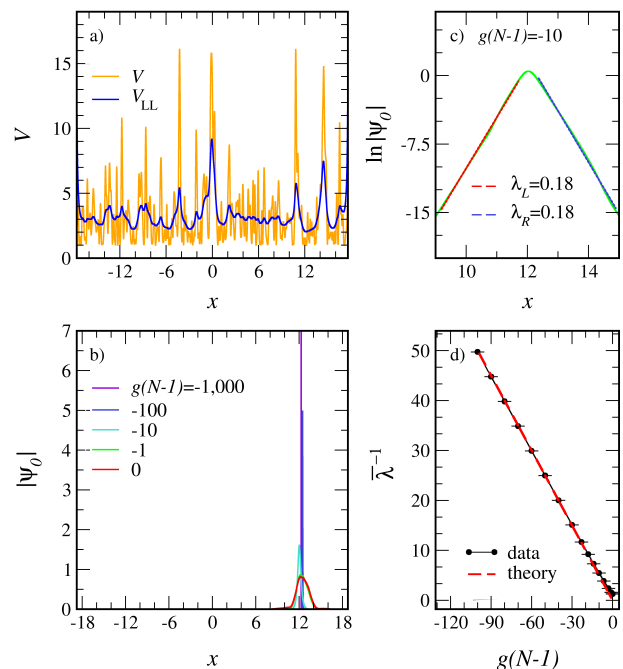 a)
V
V_LL
V
15
10
5
0
-12 -6 0 6 12
x
c) g(N-1)=-10
ln|ψ₀|
0
-7.5
-15
λ_L=0.18
λ_R=0.18
10 12 14
x
b)
|ψ₀|
7
6
5
4
3
2
1
0
g(N-1)=-1,000
-100
-10
-1
0
-18 -12 -6 0 6 12 18
x
d)
λ̅⁻¹
50
40
30
20
10
0
data
theory
-120 -90 -60 -30 0
g(N-1)